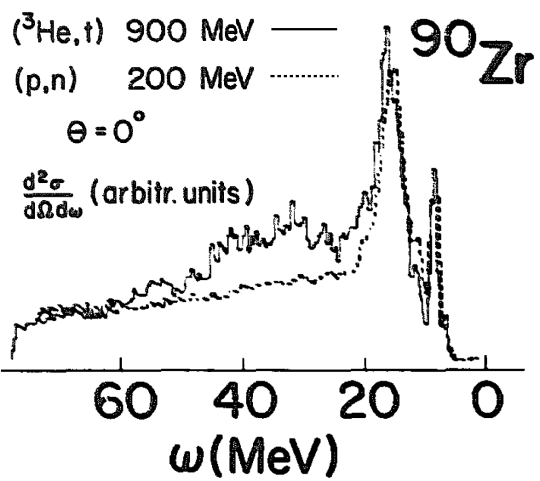 (³He,t) 900 MeV
⁹⁰Zr
(p,n) 200 MeV
Θ = 0°
d²σ
dΩdω (arbitr. units)
60 40 20 0
ω(MeV)